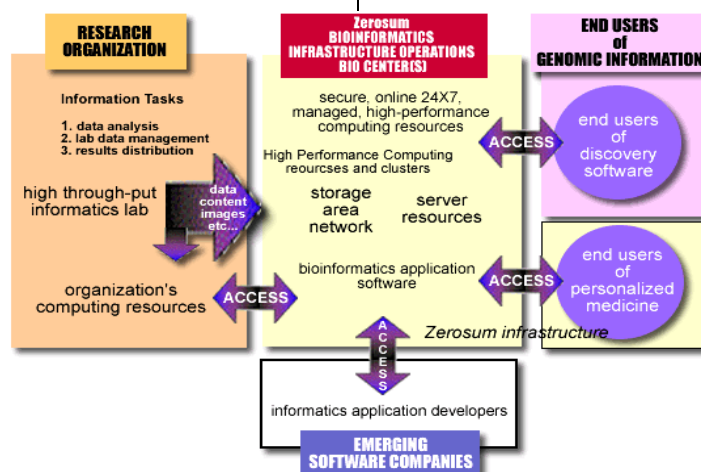 RESEARCH
ORGANIZATION
Information Tasks
1. data analysis
2. lab data management
3. results distribution
high through-put
informatics lab
data
content
images
etc...
organization's
computing resources
ACCESS
Zerosum
BIOINFORMATICS
INFRASTRUCTURE OPERATIONS
BIO CENTER(S)
secure, online 24X7,
managed, high-performance
computing resources
High Performance Computing
reourcses and clusters
storage
area
network
server
resources
bioinformatics application
software
Zerosum infrastructure
ACCESS
ACCESS
ACCESS
END USERS
of
GENOMIC INFORMATION
end users
of
discovery
software
end users
of
personalized
medicine
informatics application developers
EMERGING
SOFTWARE COMPANIES